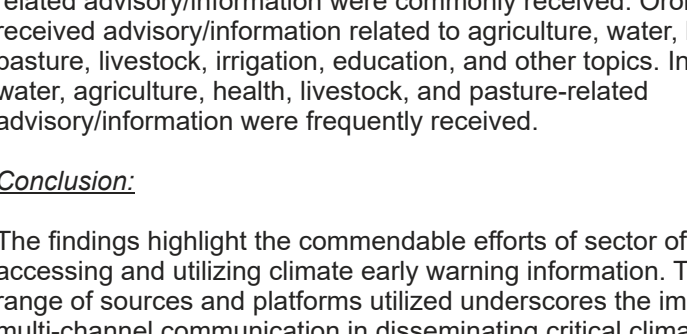 related advisory/information were commonly received.
received advisory/information related to agriculture, water,
pasture, livestock, irrigation, education, and other topics. In
water, agriculture, health, livestock, and pasture-related
advisory/information were frequently received.
Conclusion:
The findings highlight the commendable efforts of sector of
accessing and utilizing climate early warning information.
range of sources and platforms utilized underscores the im
multi-channel communication in disseminating critical clima